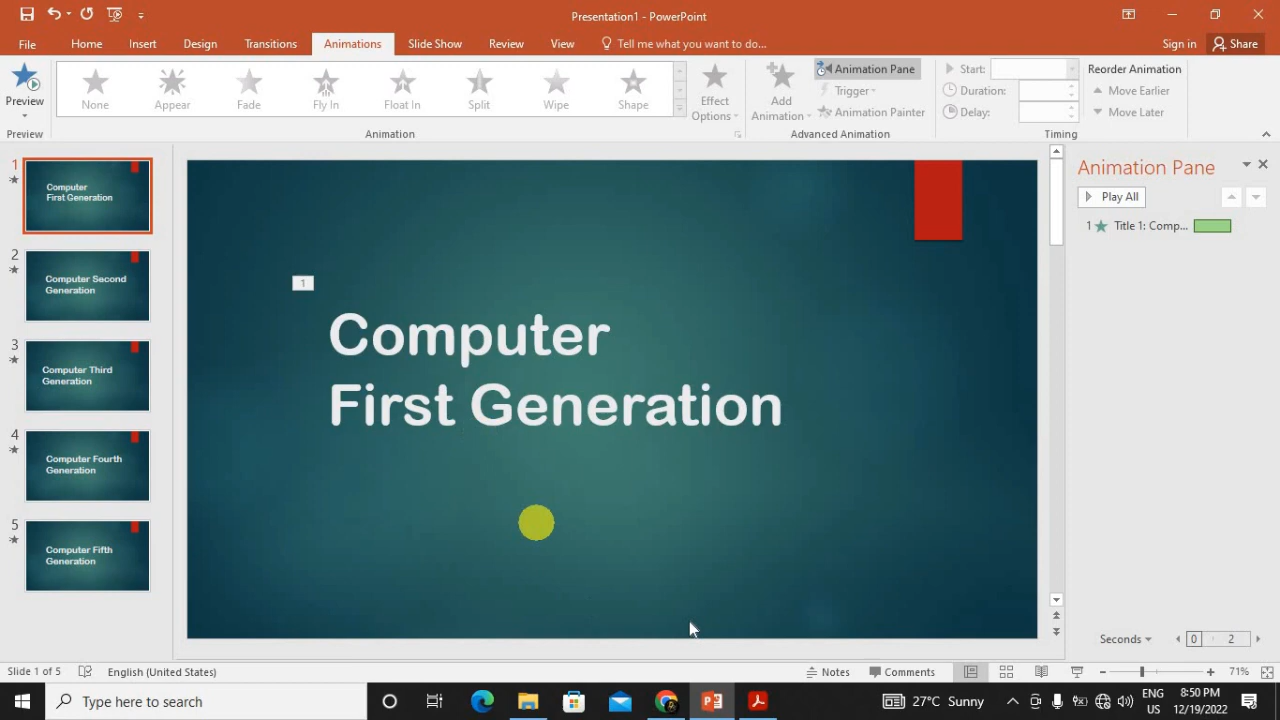 Presentation1 - PowerPoint
File Home Insert Design Transitions Animations Slide Show Review View Tell me what you want to do... Sign in Share
Preview
Preview
None Appear Fade Fly In Float In Split Wipe Shape
Animation
Effect Options
Add Animation
Animation Pane
Trigger
Animation Painter
Advanced Animation
Start:
Duration:
Delay:
Reorder Animation
Move Earlier
Move Later
Timing
1
Computer
First Generation
2
Computer Second
Generation
3
Computer Third
Generation
4
Computer Fourth
Generation
5
Computer Fifth
Generation
1
Computer
First Generation
Animation Pane
Play All
1 Title 1: Comp...
Seconds 0 2
Slide 1 of 5 English (United States) Notes Comments 71%
Type here to search
27°C Sunny
ENG
US
8:50 PM
12/19/2022